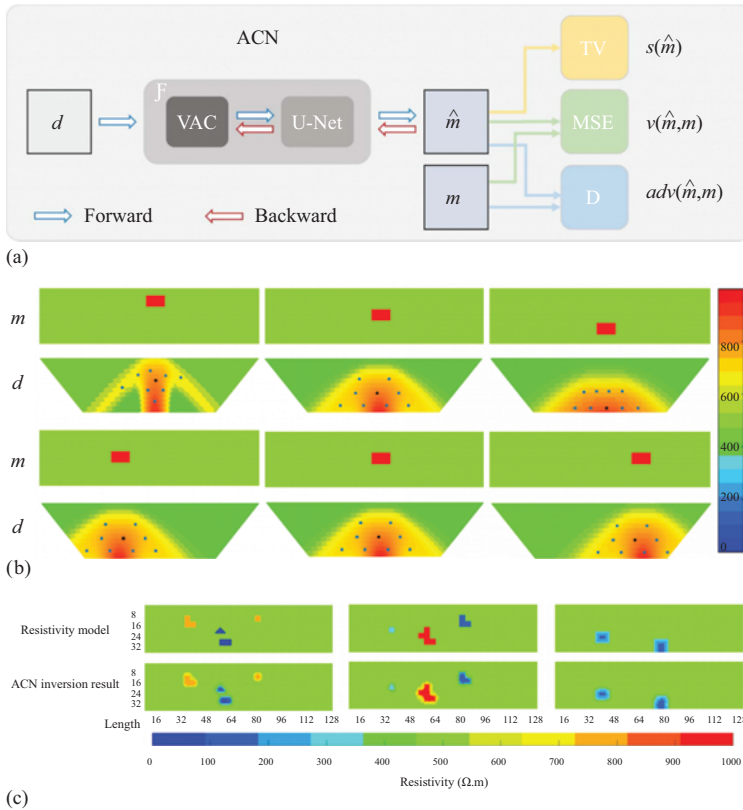 ACN
TV
s(m̂)
Ƒ
d
VAC
U-Net
m̂
MSE
v(m̂,m)
m
D
adv(m̂,m)
Forward
Backward
(a)
m
d
m
d
800
600
400
200
0
(b)
Resistivity model
8
16
24
32
ACN inversion result
8
16
24
32
Length
16 32 48 64 80 96 112 128
16 32 48 64 80 96 112 128
16 32 48 64 80 96 112 128
0 100 200 300 400 500 600 700 800 900 1000
Resistivity (Ω.m)
(c)